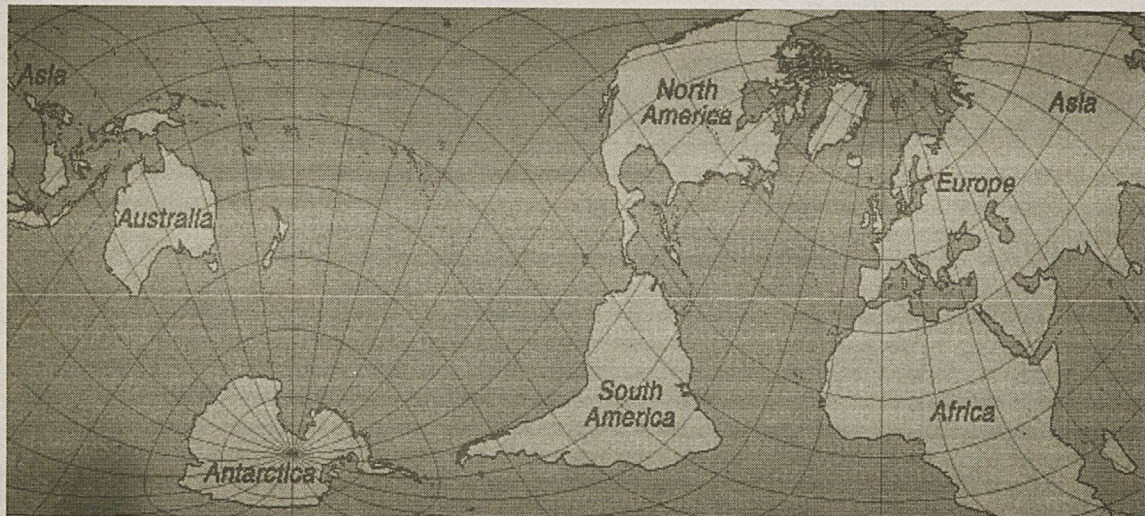 Asia
North
America
Asia
Europe
Australia
South
America
Africa
Antarctica